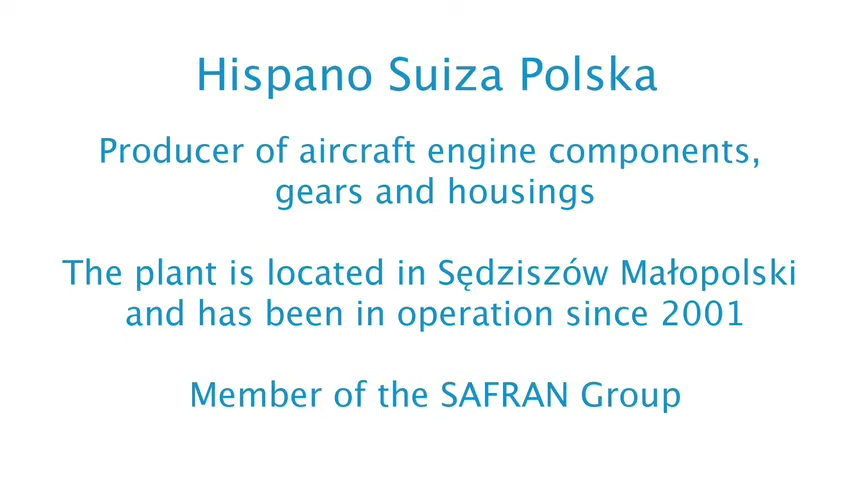 Hispano Suiza Polska
Producer of aircraft engine components,
gears and housings
The plant is located in Sędziszów Małopolski
and has been in operation since 2001
Member of the SAFRAN Group